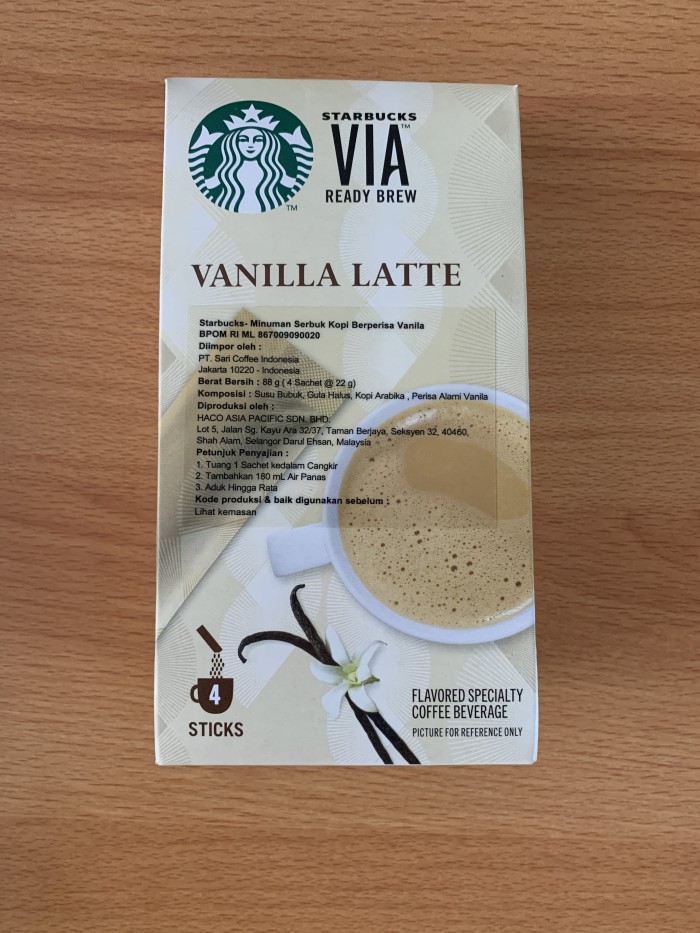 STARBUCKS
VIA™
READY BREW
TM
VANILLA LATTE
Starbucks- Minuman Serbuk Kopi Berperisa Vanila
BPOM RI ML 867009090020
Diimpor oleh :
PT. Sari Coffee Indonesia
Jakarta 10220 - Indonesia
Berat Bersih : 88 g ( 4 Sachet @ 22 g)
Komposisi : Susu Bubuk, Gula Halus, Kopi Arabika , Perisa Alami Vanila
Diproduksi oleh :
HACO ASIA PACIFIC SDN, BHD.
Lot 5, Jalan Sg. Kayu Ara 32/37, Taman Berjaya, Seksyen 32, 40460,
Shah Alam, Selangor Darul Ehsan, Malaysia
Petunjuk Penyajian :
1. Tuang 1 Sachet kedalam Cangkir
2. Tambahkan 180 mL Air Panas
3. Aduk Hingga Rata
Kode produksi & baik digunakan sebelum :
Lihat kemasan
4
STICKS
FLAVORED SPECIALTY
COFFEE BEVERAGE
PICTURE FOR REFERENCE ONLY